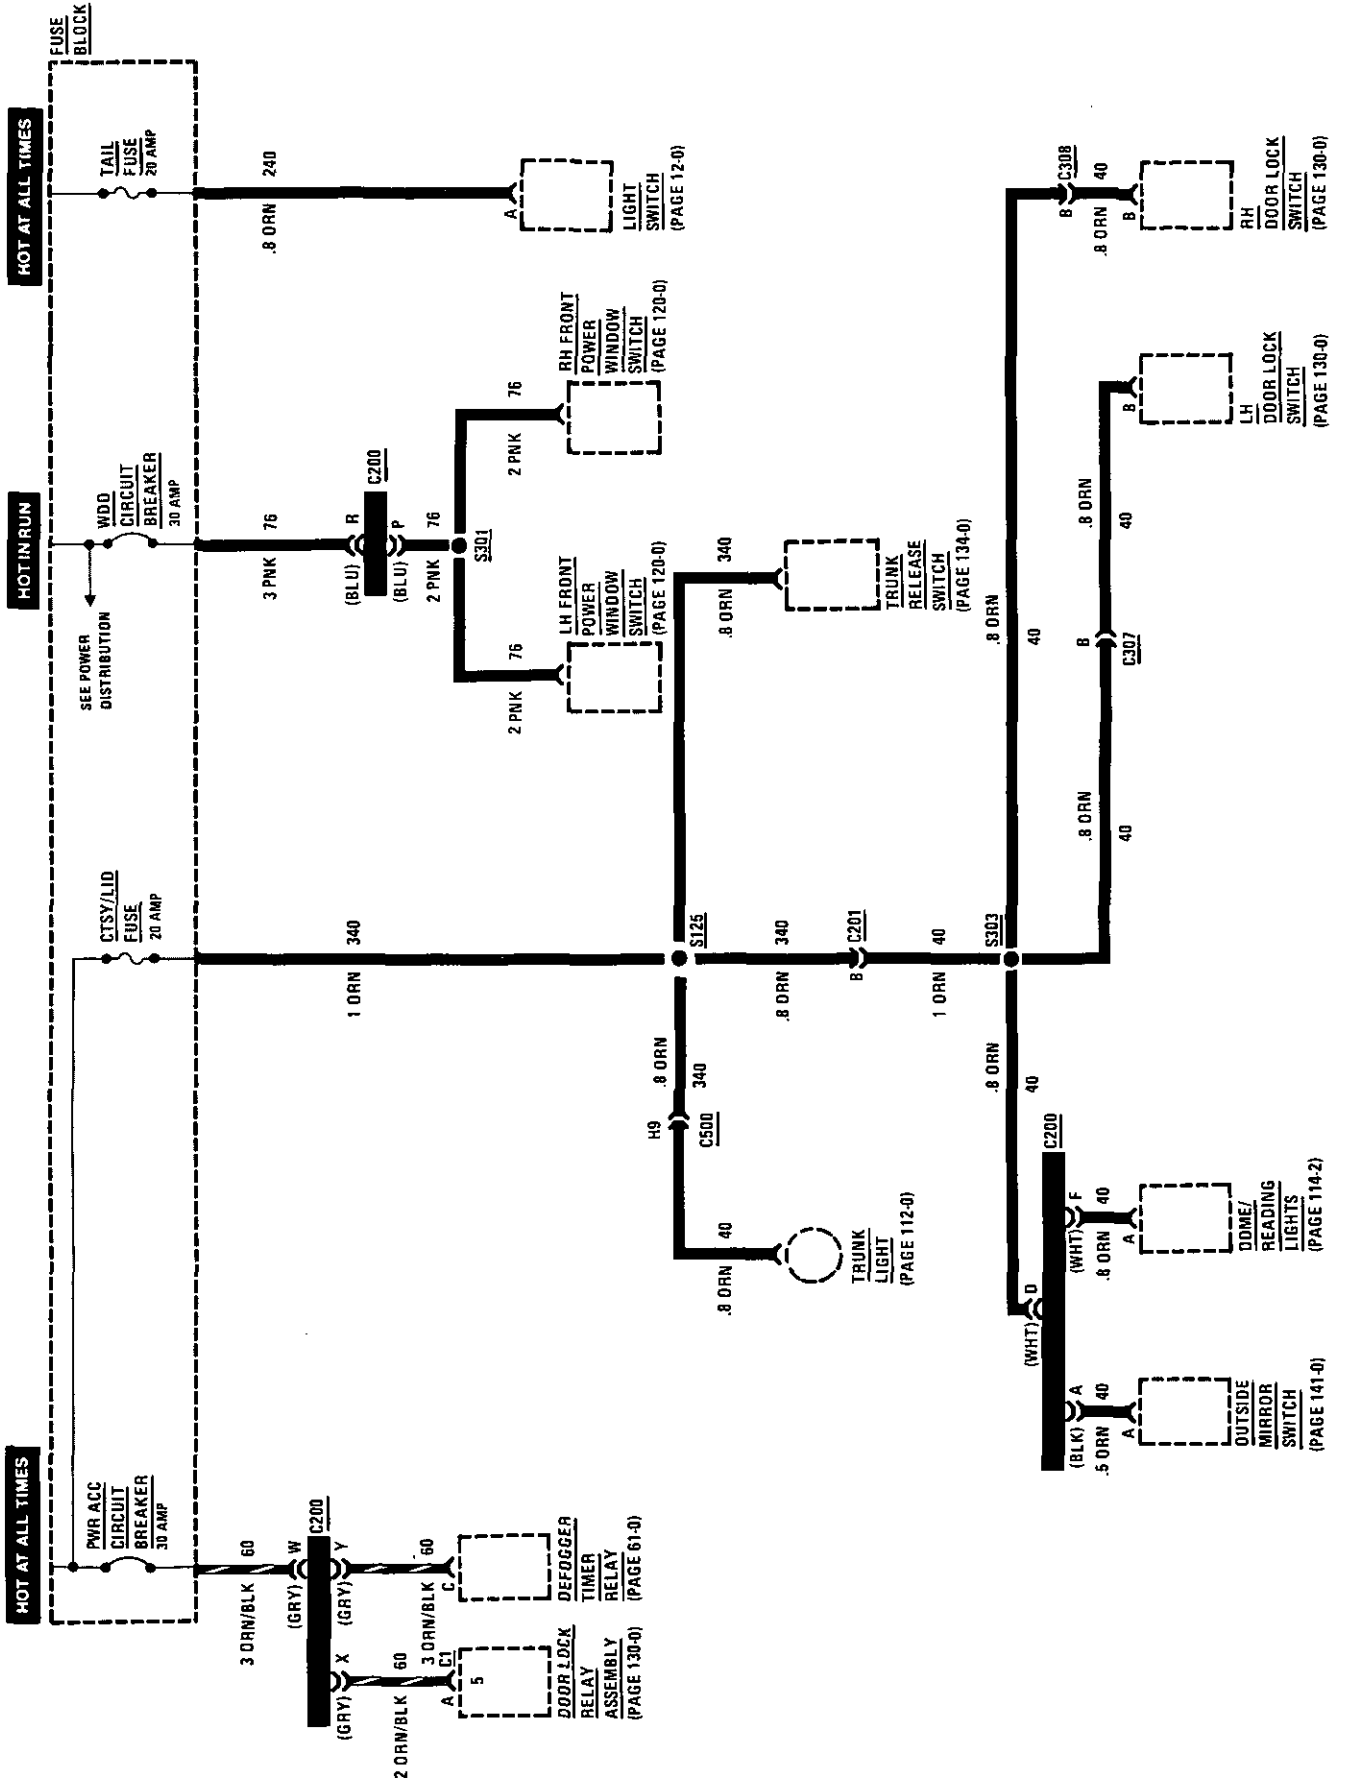 HOT AT ALL TIMES
HOT IN RUN
HOT AT ALL TIMES
FUSE
BLOCK
PWR ACC
CIRCUIT
BREAKER
30 AMP
CTSY/LID
FUSE
20 AMP
SEE POWER
DISTRIBUTION
WDO
CIRCUIT
BREAKER
30 AMP
TAIL
FUSE
20 AMP
3 ORN/BLK
60
(GRY)
W
C200
(GRY)
X
(GRY)
Y
2 ORN/BLK
60
3 ORN/BLK
60
A
C1
C
5
DOOR LOCK
RELAY
ASSEMBLY
(PAGE 130-0)
DEFOGGER
TIMER
RELAY
(PAGE 61-0)
1 ORN
340
3 PNK
76
(BLU)
R
C200
(BLU)
P
2 PNK
76
S301
2 PNK
76
2 PNK
76
LH FRONT
POWER
WINDOW
SWITCH
(PAGE 120-0)
RH FRONT
POWER
WINDOW
SWITCH
(PAGE 120-0)
.8 ORN
240
A
LIGHT
SWITCH
(PAGE 12-0)
S125
.8 ORN
340
H9
C500
.8 ORN
40
TRUNK
LIGHT
(PAGE 112-0)
.8 ORN
340
TRUNK
RELEASE
SWITCH
(PAGE 134-0)
.8 ORN
340
B
C201
1 ORN
40
S303
.8 ORN
40
(WHT)
D
C200
(BLK)
A
(WHT)
F
.5 ORN
40
.8 ORN
40
A
A
OUTSIDE
MIRROR
SWITCH
(PAGE 141-0)
DOME/
READING
LIGHTS
(PAGE 114-2)
.8 ORN
40
.8 ORN
40
B
C307
.8 ORN
40
B
LH
DOOR LOCK
SWITCH
(PAGE 130-0)
B
C308
.8 ORN
40
B
RH
DOOR LOCK
SWITCH
(PAGE 130-0)